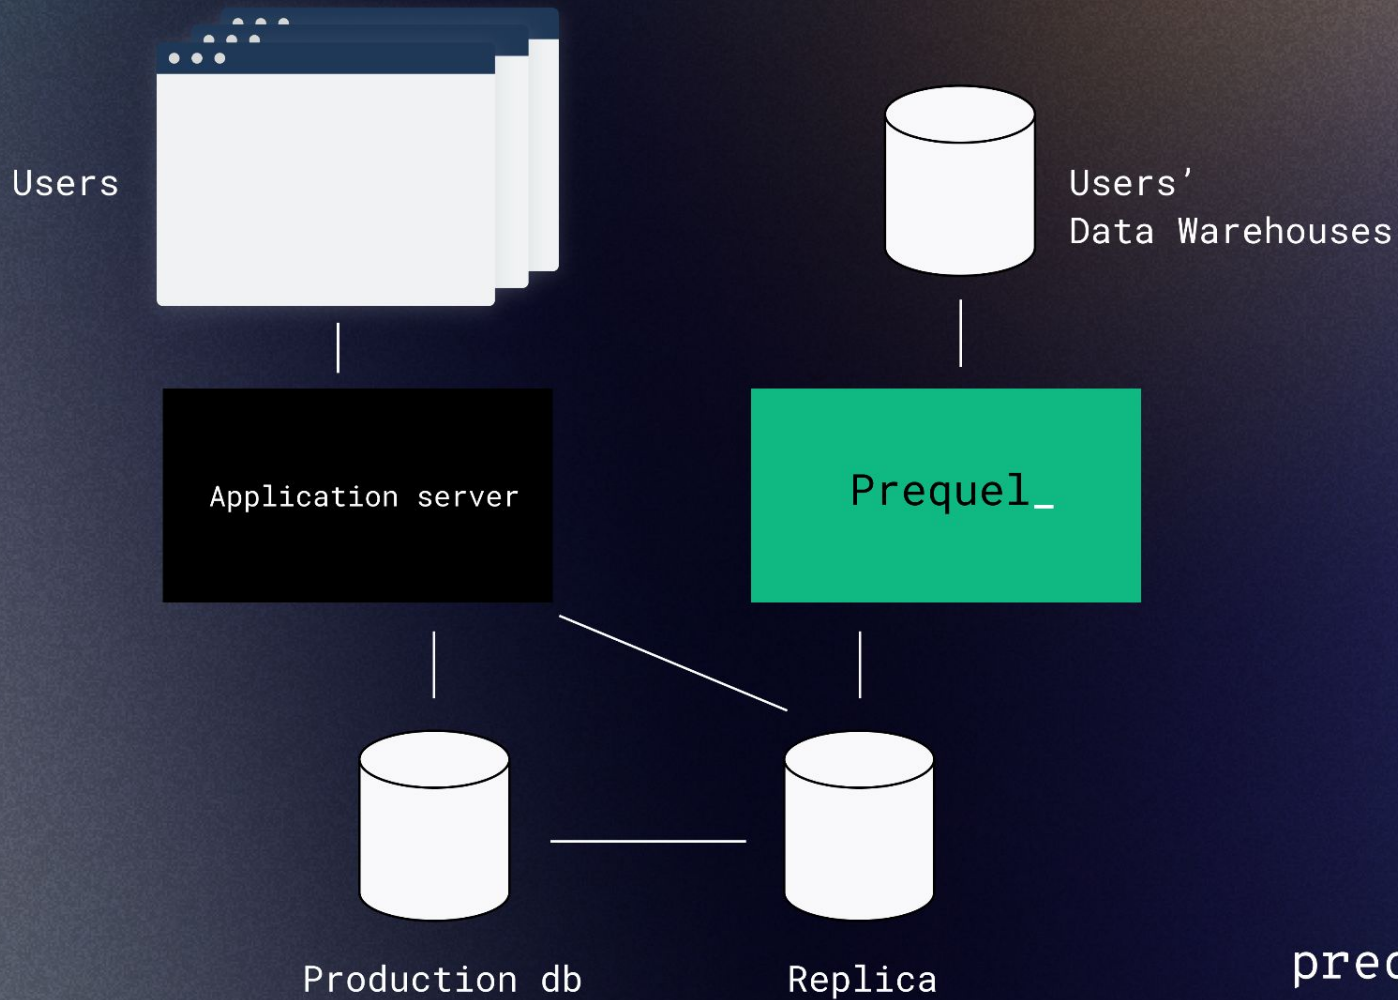 Users
Users’
Data Warehouses
Application server
Prequel_
Production db
Replica